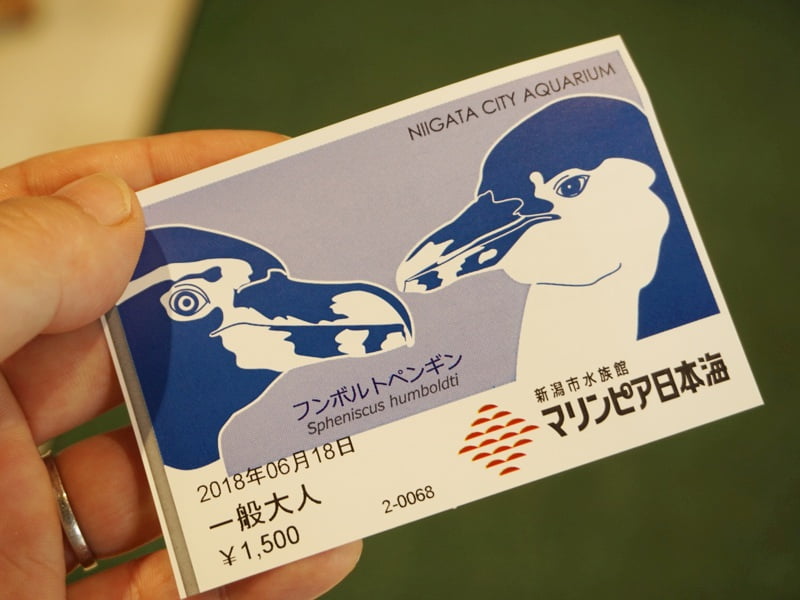 NIIGATA CITY AQUARIUM
フンボルトペンギン
Spheniscus humboldti
新潟市水族館
マリンピア日本海
2018年06月18日
一般大人
2-0068
¥1,500